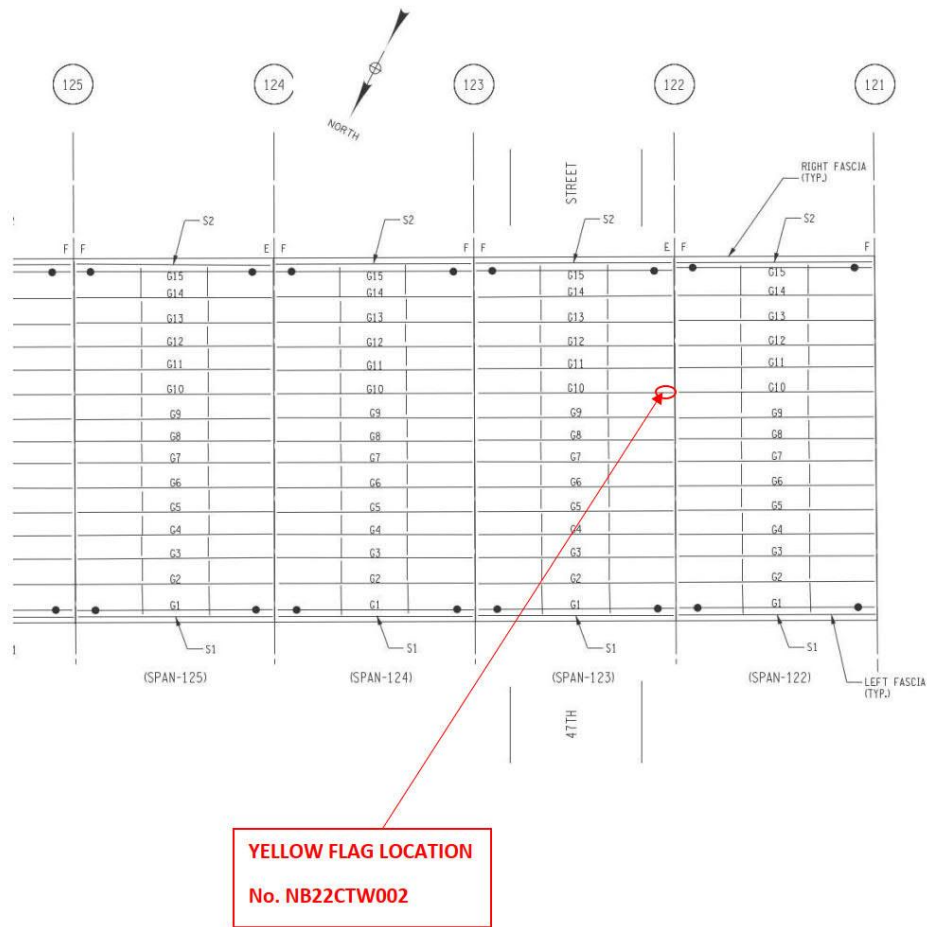 NORTH
125 124 123 122 121
STREET
RIGHT FASCIA
(TYP.)
S2 S2 S2 S2
F F E F F F E F F
G15 G15 G15 G15
G14 G14 G14 G14
G13 G13 G13 G13
G12 G12 G12 G12
G11 G11 G11 G11
G10 G10 G10 G10
G9 G9 G9 G9
G8 G8 G8 G8
G7 G7 G7 G7
G6 G6 G6 G6
G5 G5 G5 G5
G4 G4 G4 G4
G3 G3 G3 G3
G2 G2 G2 G2
G1 G1 G1 G1
S1 S1 S1 S1
(SPAN-125) (SPAN-124) (SPAN-123) (SPAN-122)
LEFT FASCIA
(TYP.)
47TH
YELLOW FLAG LOCATION
No. NB22CTW002